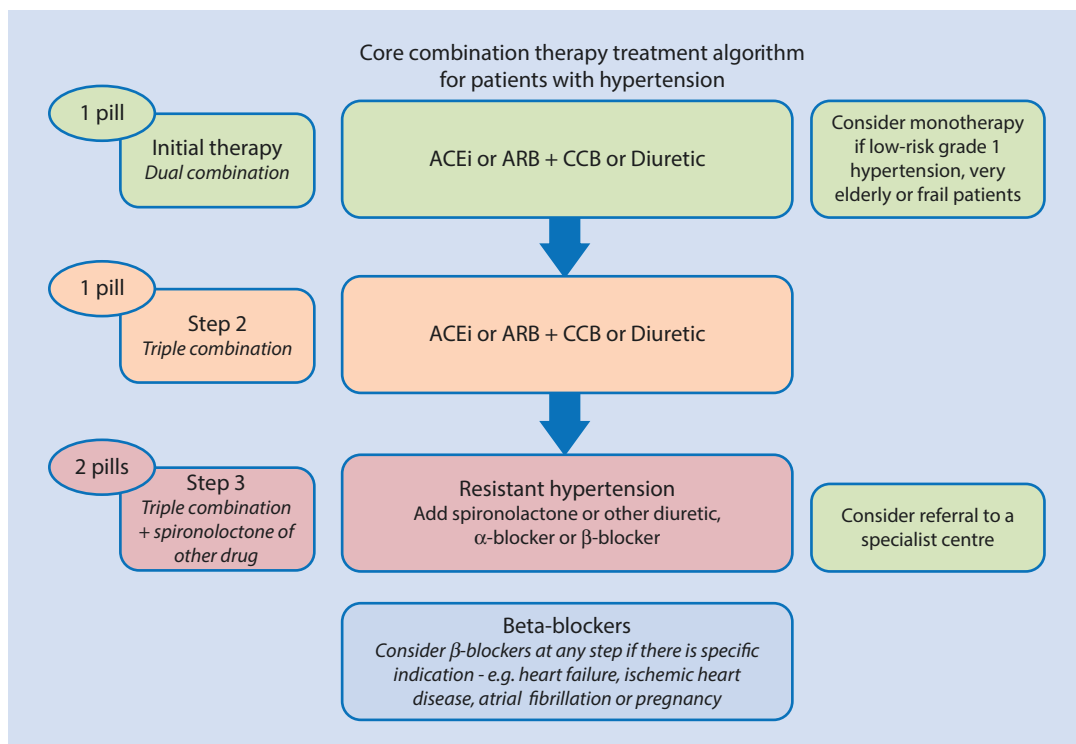 Core combination therapy treatment algorithm
for patients with hypertension
1 pill
Initial therapy
Dual combination
ACEi or ARB + CCB or Diuretic
Consider monotherapy
if low-risk grade 1
hypertension, very
elderly or frail patients
1 pill
Step 2
Triple combination
ACEi or ARB + CCB or Diuretic
2 pills
Step 3
Triple combination
+ spironoloctone of
other drug
Resistant hypertension
Add spironolactone or other diuretic,
α-blocker or β-blocker
Consider referral to a
specialist centre
Beta-blockers
Consider β-blockers at any step if there is specific
indication - e.g. heart failure, ischemic heart
disease, atrial fibrillation or pregnancy